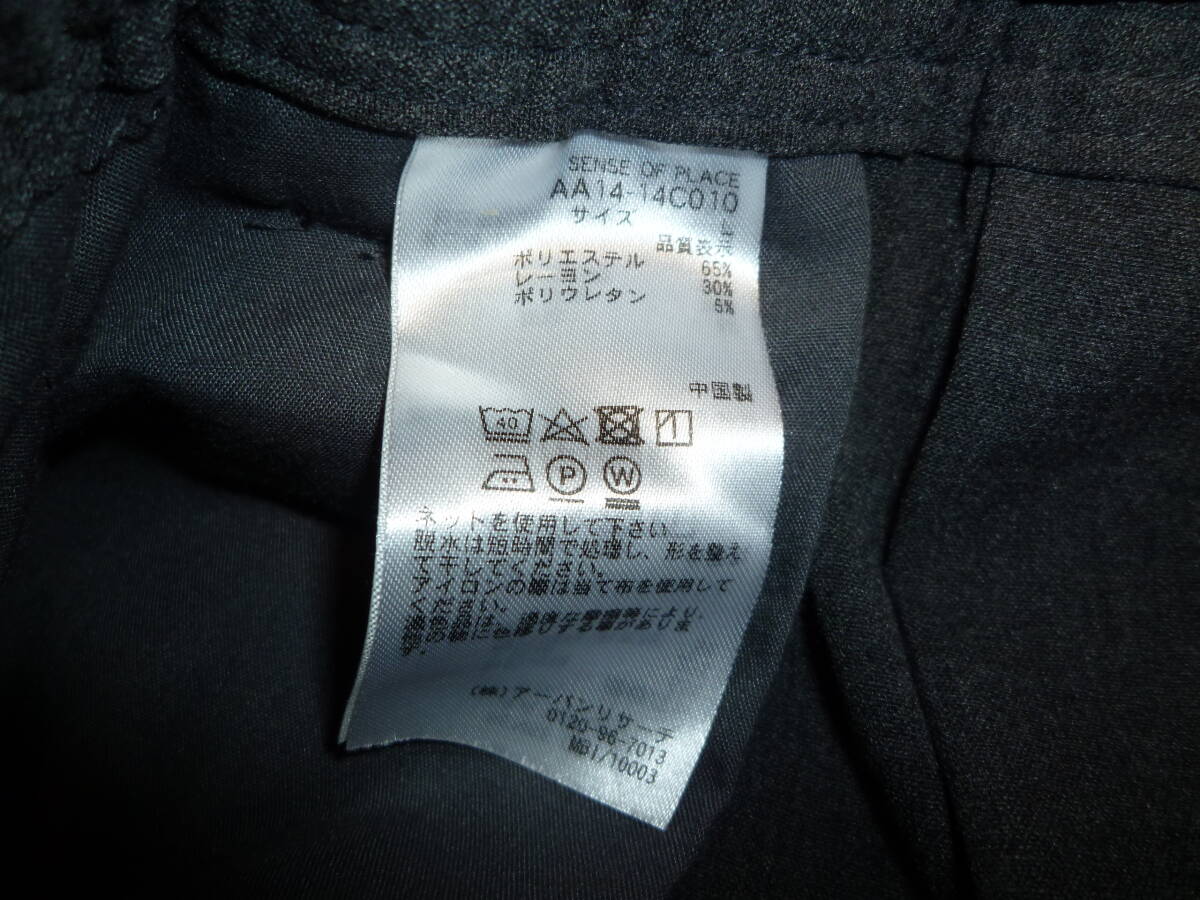 SENSE OF PLACE
AA14-14C010
サイズ
品質表示
ポリエステル 65%
レーヨン 30%
ポリウレタン 5%
中国製
40
P W
ネットを使用して下さい。
脱水は短時間で処理し、形を整え
て干してください。
アイロンの際は当て布を使用して
ください。
(株)アーバンリサーチ
0120-96-7013
MGI/10003